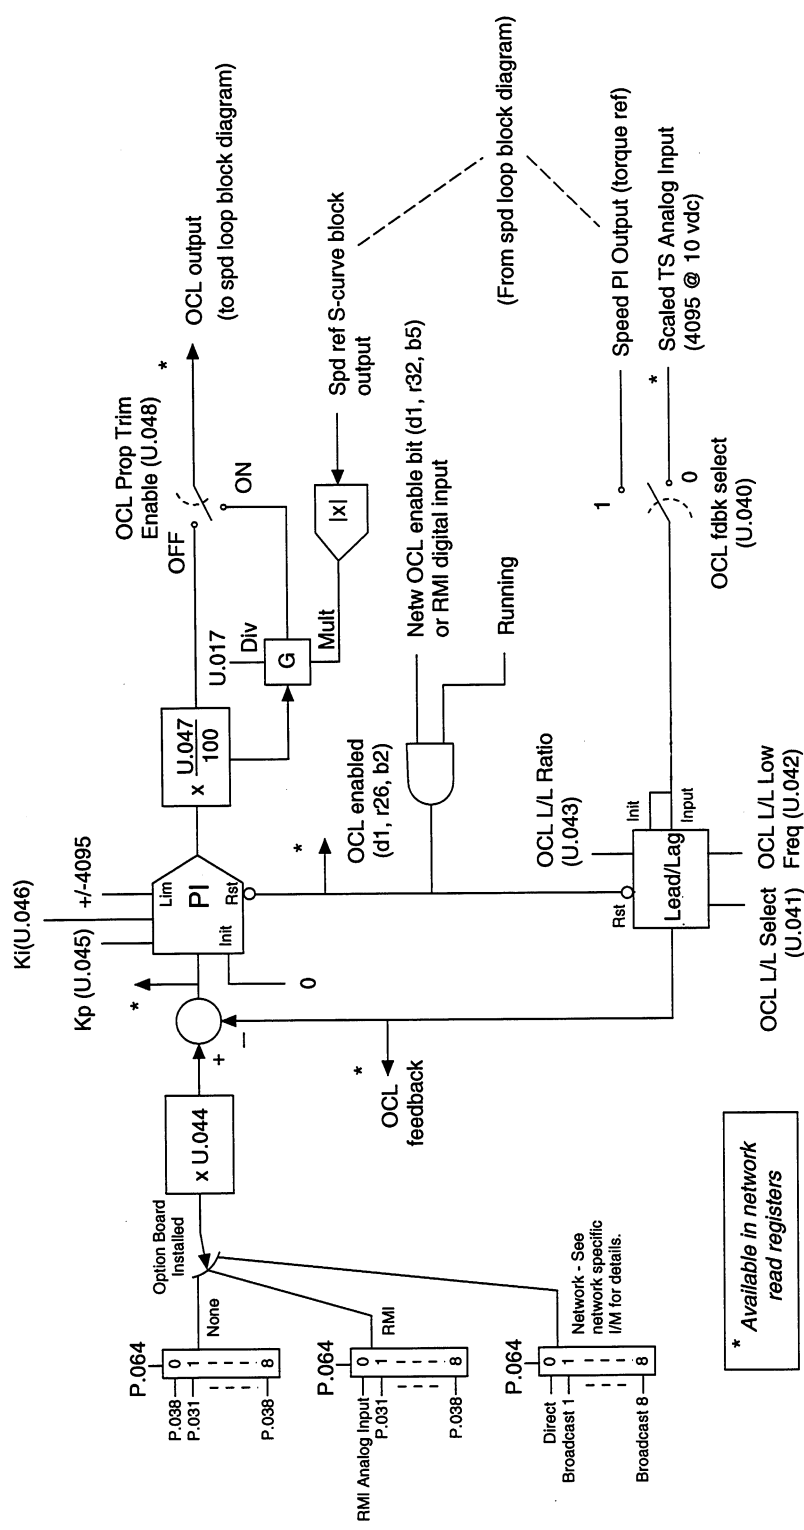 P.064
P.038
P.031
P.038
0
1
8
None
Option Board
Installed
P.064
RMI Analog Input
P.031
P.038
0
1
8
RMI
P.064
Direct
Broadcast 1
Broadcast 8
0
1
8
Network - See
network specific
I/M for details.
x U.044
+
−
*
Kp (U.045)
Ki(U.046)
+/-4095
Lim
PI
Init
Rst
0
x U.047
100
U.017
Div
G
Mult
OFF
ON
OCL Prop Trim
Enable (U.048)
*
OCL output
(to spd loop block diagram)
|x|
Spd ref S-curve block
output
(From spd loop block diagram)
*
OCL enabled
(d1, r26, b2)
Netw OCL enable bit (d1, r32, b5)
or RMI digital input
Running
*
OCL
feedback
OCL L/L Ratio
(U.043)
Rst
Init
Input
Lead/Lag
OCL L/L Select
(U.041)
OCL L/L Low
Freq (U.042)
1
0
OCL fdbk select
(U.040)
Speed PI Output (torque ref)
*
Scaled TS Analog Input
(4095 @ 10 vdc)
* Available in network
read registers